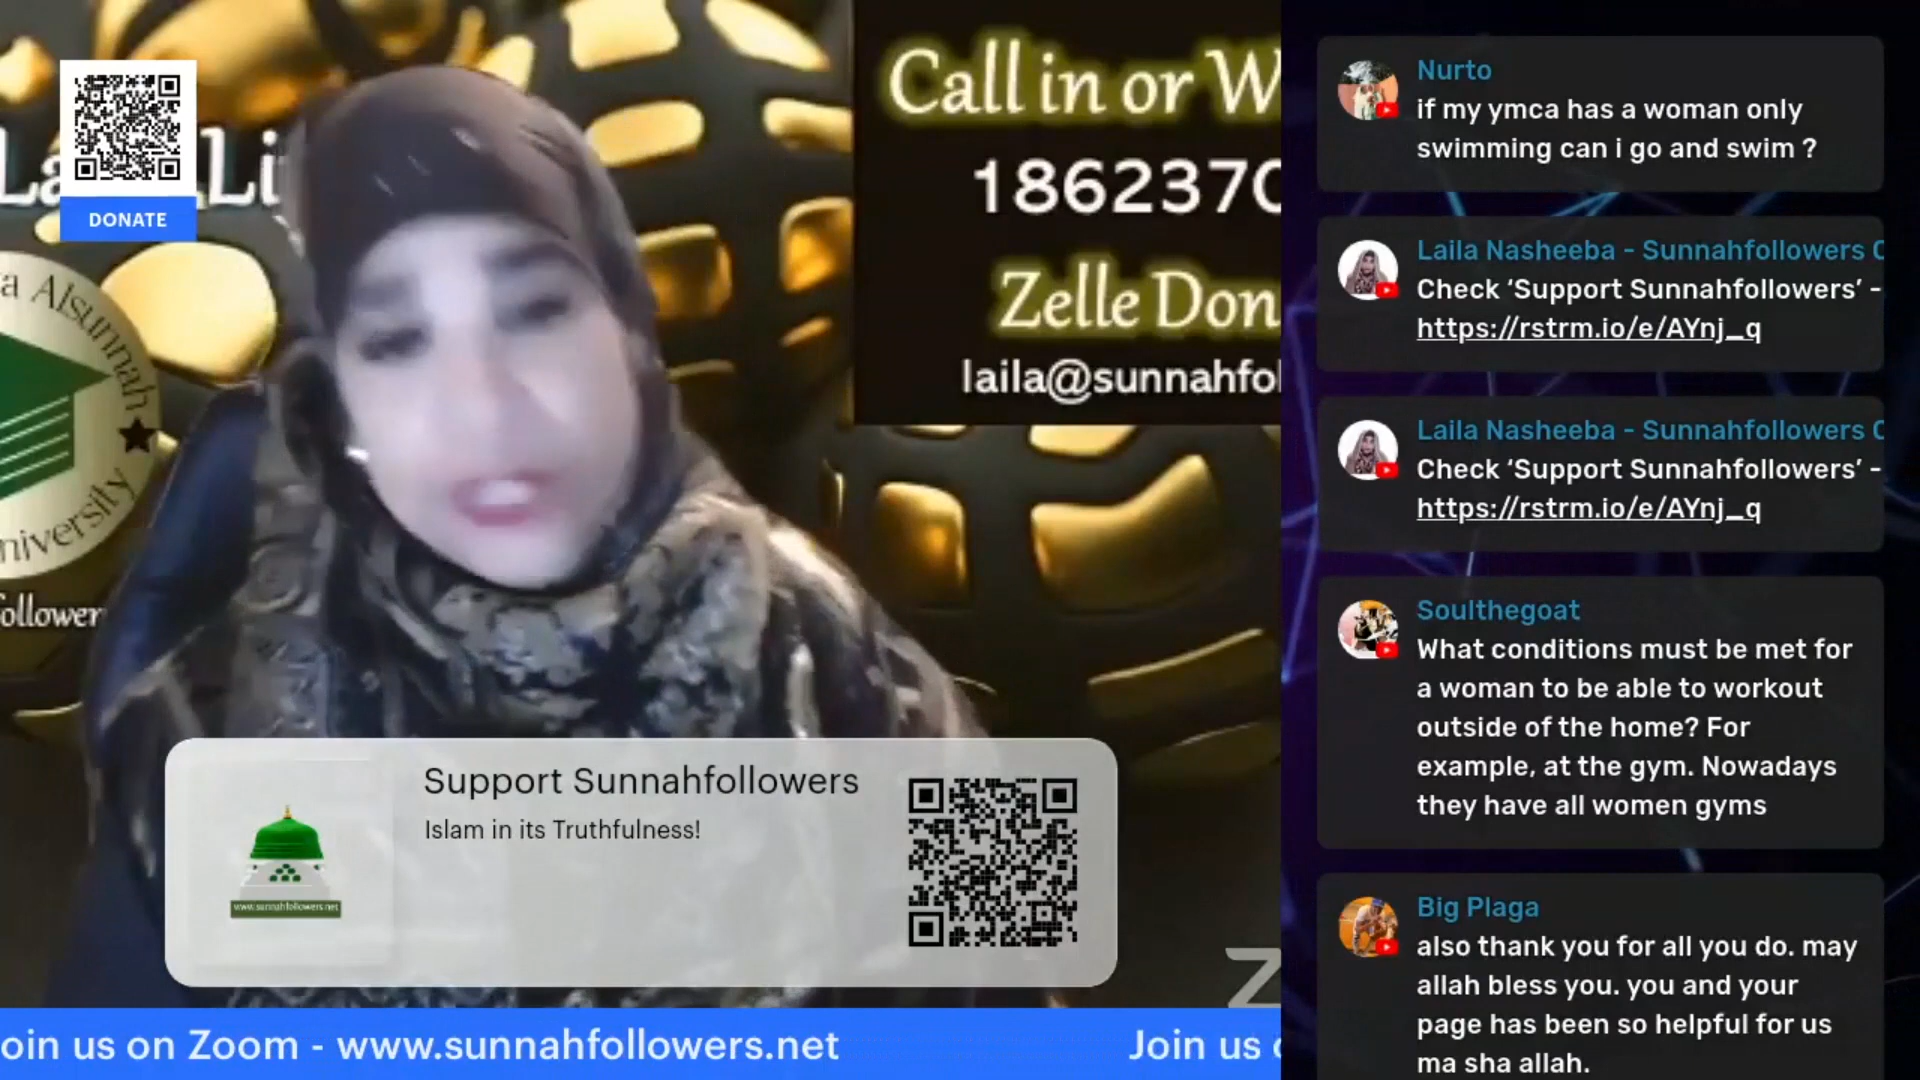 La
Li
DONATE
a Alsunnah
niversity
followers
Call in or W
1862370
Zelle Don
laila@sunnahfol
Support Sunnahfollowers
Islam in its Truthfulness!
www.sunnahfollowers.net
Z
oin us on Zoom - www.sunnahfollowers.net
Join us
Nurto
if my ymca has a woman only
swimming can i go and swim ?
Laila Nasheeba - Sunnahfollowers
Check ‘Support Sunnahfollowers’ -
https://rstrm.io/e/AYnj_q
Laila Nasheeba - Sunnahfollowers
Check ‘Support Sunnahfollowers’ -
https://rstrm.io/e/AYnj_q
Soulthegoat
What conditions must be met for
a woman to be able to workout
outside of the home? For
example, at the gym. Nowadays
they have all women gyms
Big Plaga
also thank you for all you do. may
allah bless you. you and your
page has been so helpful for us
ma sha allah.